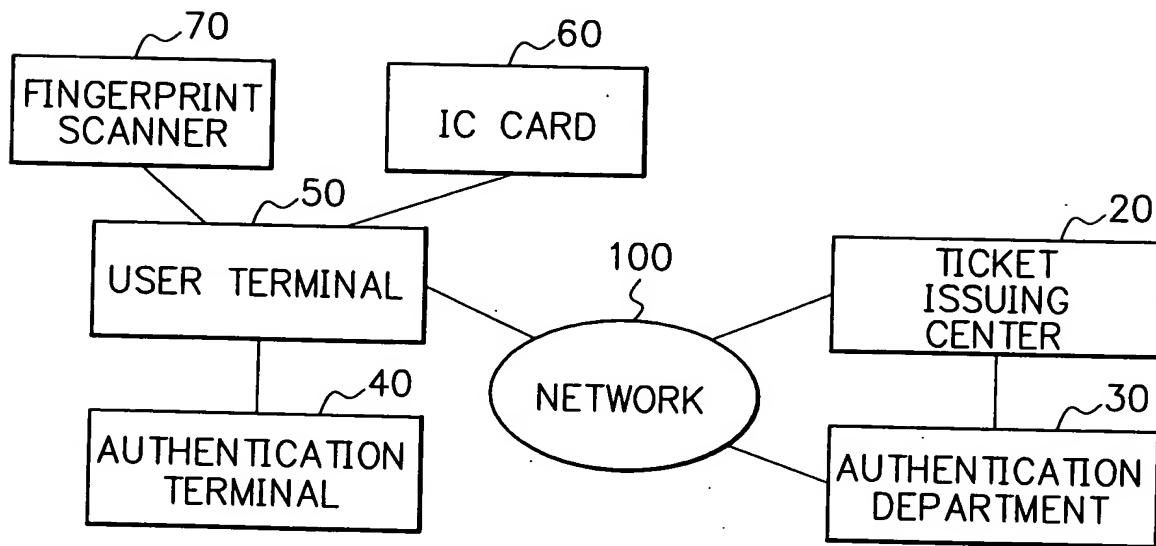 70
FINGERPRINT
SCANNER
60
IC CARD
50
USER TERMINAL
40
AUTHENTICATION
TERMINAL
100
NETWORK
20
TICKET
ISSUING
CENTER
30
AUTHENTICATION
DEPARTMENT